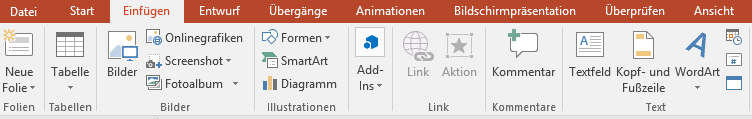 Datei Start Einfügen Entwurf Übergänge Animationen Bildschirmpräsentation Überprüfen Ansicht
Neue
Folie
Folien
Tabelle
Tabellen
Bilder
Onlinegrafiken
Screenshot
Fotoalbum
Bilder
Formen
SmartArt
Diagramm
Illustrationen
Add-
Ins
Link
Aktion
Link
Kommentar
Kommentare
Textfeld
Kopf- und
Fußzeile
WordArt
Text